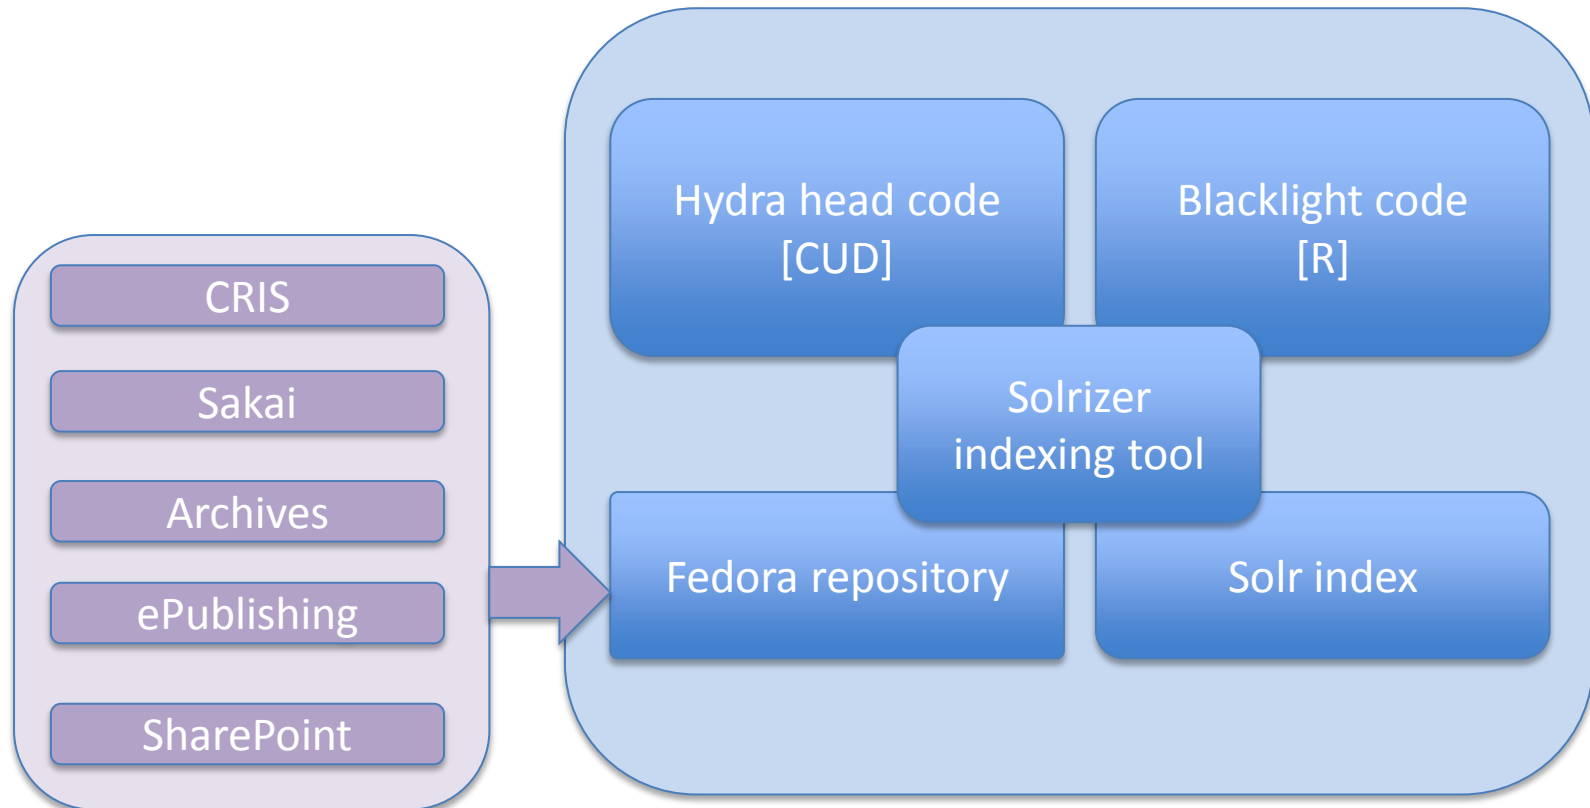 CRIS
Sakai
Archives
ePublishing
SharePoint
Hydra head code
[CUD]
Blacklight code
[R]
Solrizer
indexing tool
Fedora repository
Solr index